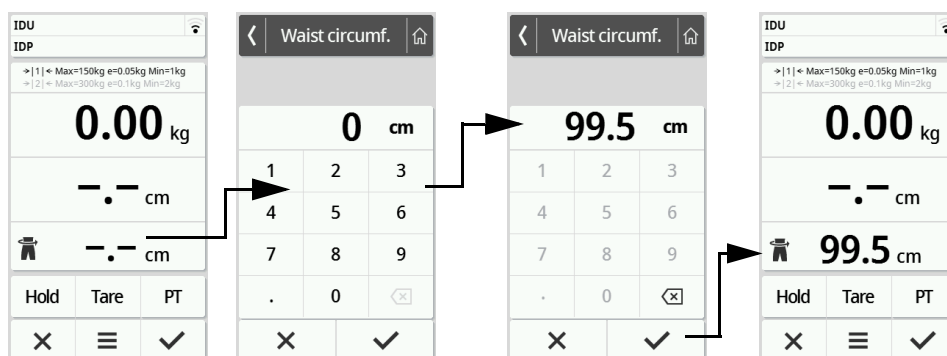 IDU
IDP
→|1|← Max=150kg e=0.05kg Min=1kg
→|2|← Max=300kg e=0.1kg Min=2kg
0.00 kg
–.– cm
–.– cm
Hold Tare PT
Waist circumf.
0 cm
1 2 3
4 5 6
7 8 9
. 0
Waist circumf.
99.5 cm
1 2 3
4 5 6
7 8 9
. 0
IDU
IDP
→|1|← Max=150kg e=0.05kg Min=1kg
→|2|← Max=300kg e=0.1kg Min=2kg
0.00 kg
–.– cm
99.5 cm
Hold Tare PT